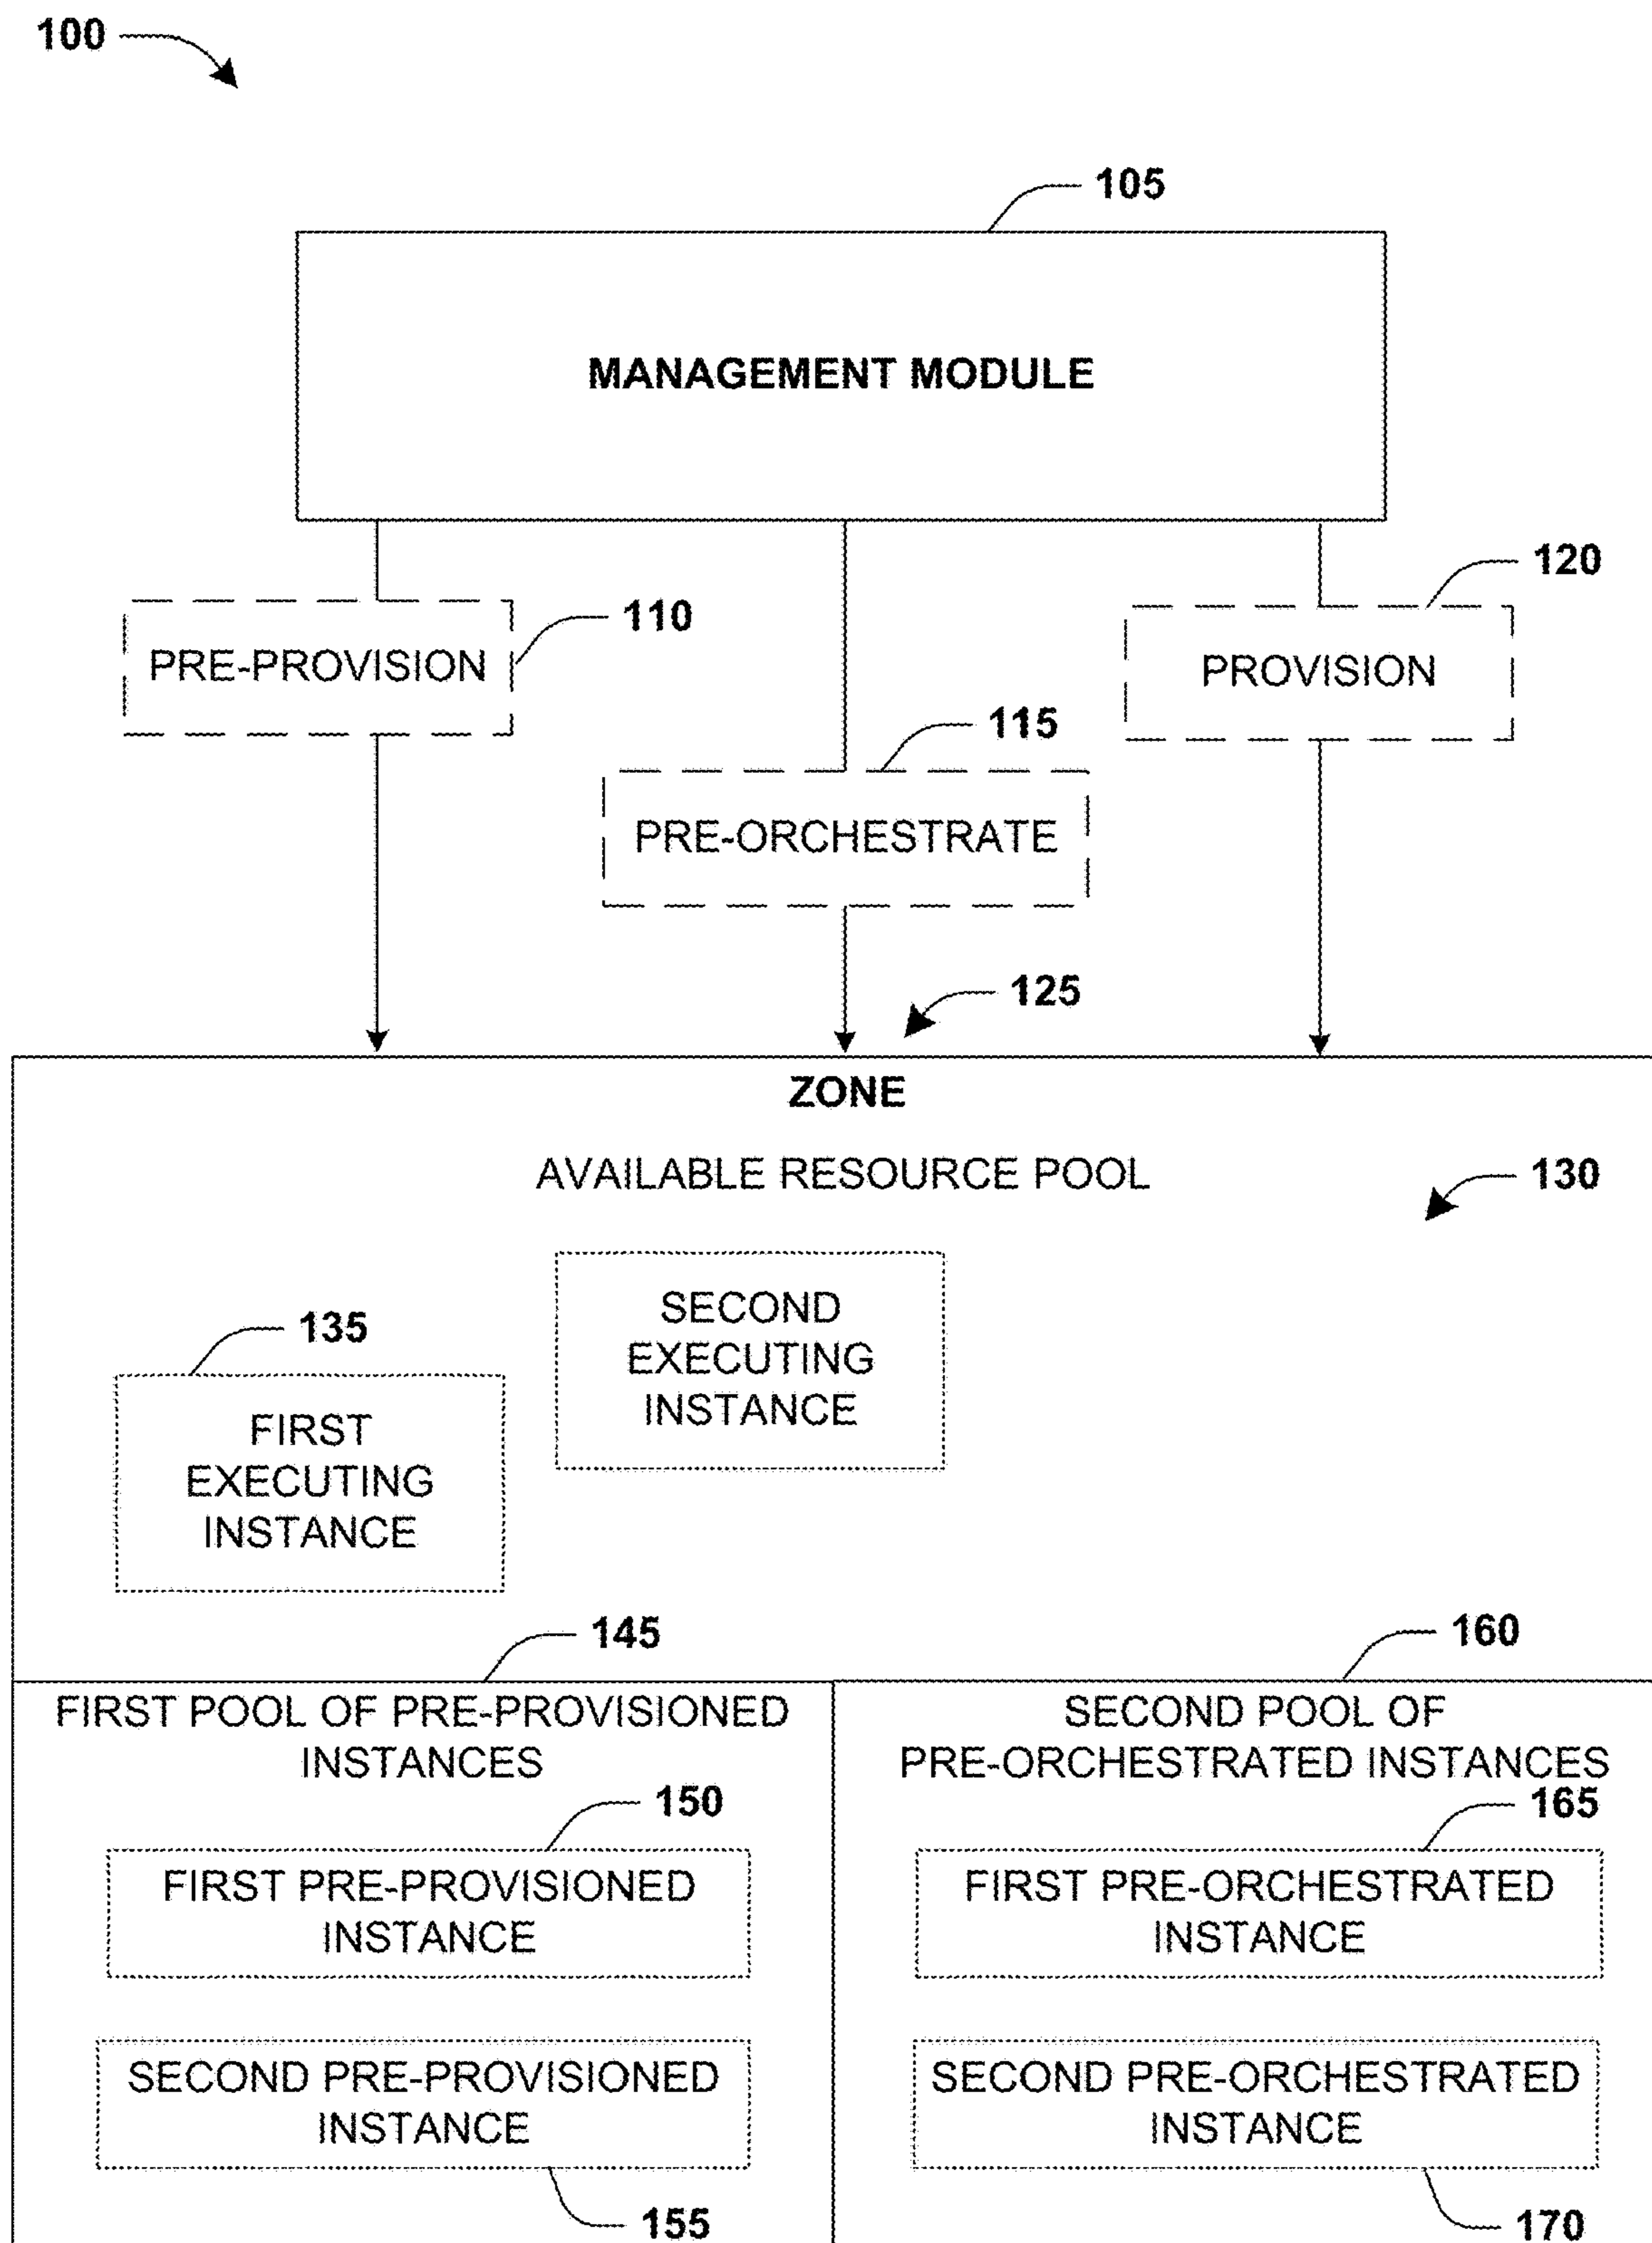 100
105
MANAGEMENT MODULE
120
110
PRE-PROVISION
PROVISION
115
PRE-ORCHESTRATE
125
ZONE
AVAILABLE RESOURCE POOL
130
SECOND
EXECUTING
INSTANCE
135
FIRST
EXECUTING
INSTANCE
145
160
FIRST POOL OF PRE-PROVISIONED
INSTANCES
SECOND POOL OF
PRE-ORCHESTRATED INSTANCES
150
165
FIRST PRE-PROVISIONED
INSTANCE
FIRST PRE-ORCHESTRATED
INSTANCE
SECOND PRE-PROVISIONED
INSTANCE
SECOND PRE-ORCHESTRATED
INSTANCE
155
170